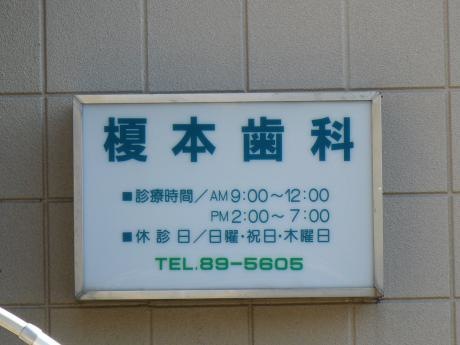 榎本歯科
■診療時間/AM 9:00~12:00
PM 2:00~7:00
■休診日/日曜・祝日・木曜日
TEL.89-5605